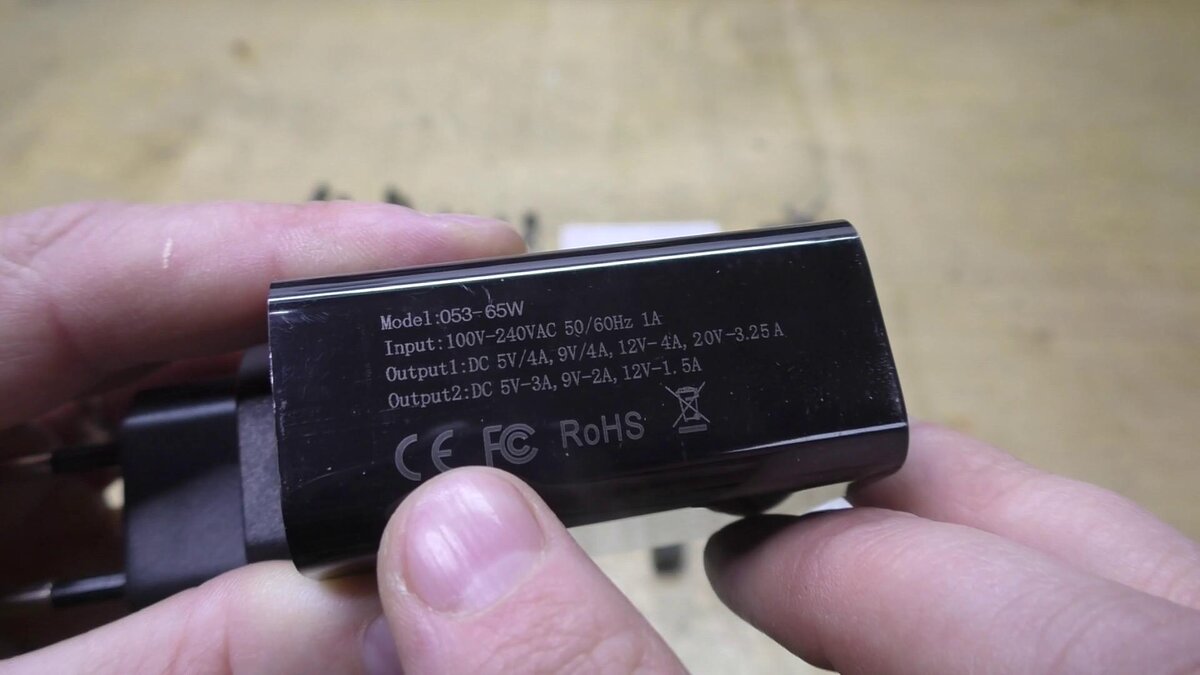 Model:053-65W
Input:100V-240VAC 50/60Hz 1A
Output1:DC 5V/4A, 9V/4A, 12V-4A, 20V-3.25A
Output2:DC 5V-3A, 9V-2A, 12V-1.5A
CE FC RoHS